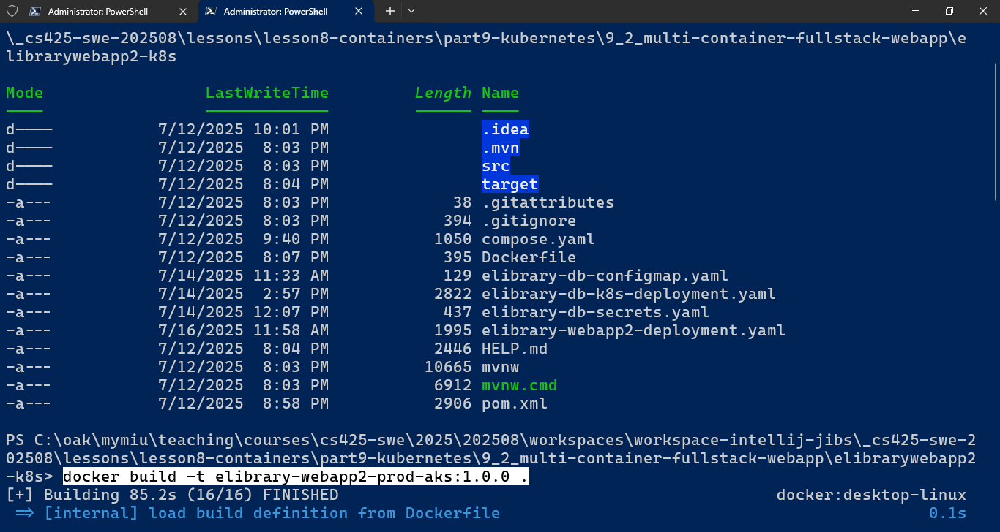 Administrator: PowerShell
Administrator: PowerShell
\_cs425-swe-202508\lessons\lesson8-containers\part9-kubernetes\9_2_multi-container-fullstack-webapp\e
librarywebapp2-k8s
Mode LastWriteTime Length Name
d---- 7/12/2025 10:01 PM .idea
d---- 7/12/2025 8:03 PM .mvn
d---- 7/12/2025 8:03 PM src
d---- 7/12/2025 8:04 PM target
-a--- 7/12/2025 8:03 PM 38 .gitattributes
-a--- 7/12/2025 8:03 PM 394 .gitignore
-a--- 7/12/2025 9:40 PM 1050 compose.yaml
-a--- 7/12/2025 8:07 PM 395 Dockerfile
-a--- 7/14/2025 11:33 AM 129 elibrary-db-configmap.yaml
-a--- 7/14/2025 2:57 PM 2822 elibrary-db-k8s-deployment.yaml
-a--- 7/14/2025 12:07 PM 437 elibrary-db-secrets.yaml
-a--- 7/16/2025 11:58 AM 1995 elibrary-webapp2-deployment.yaml
-a--- 7/12/2025 8:04 PM 2446 HELP.md
-a--- 7/12/2025 8:03 PM 10665 mvnw
-a--- 7/12/2025 8:03 PM 6912 mvnw.cmd
-a--- 7/12/2025 8:58 PM 2906 pom.xml
PS C:\oak\mymiu\teaching\courses\cs425-swe\2025\202508\workspaces\workspace-intellij-jibs\_cs425-swe-2
02508\lessons\lesson8-containers\part9-kubernetes\9_2_multi-container-fullstack-webapp\elibrarywebapp2
-k8s> docker build -t elibrary-webapp2-prod-aks:1.0.0 .
[+] Building 85.2s (16/16) FINISHED docker:desktop-linux
=> [internal] load build definition from Dockerfile 0.1s